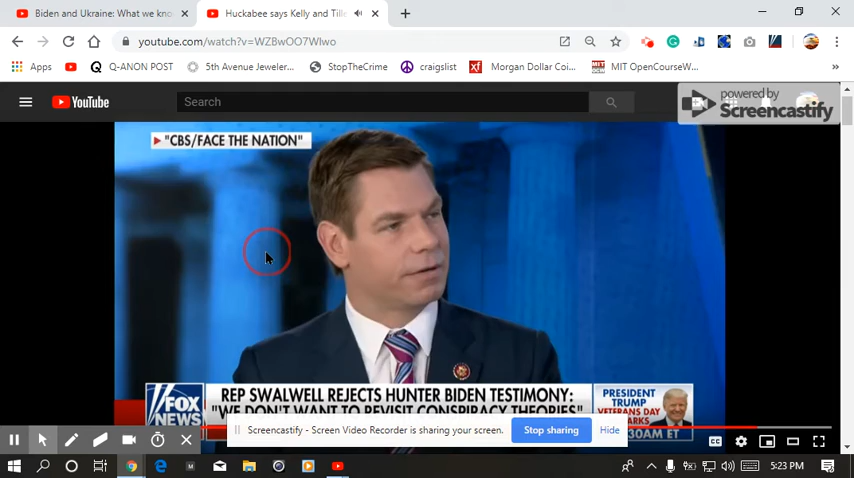 Biden and Ukraine: What we kno
Huckabee says Kelly and Tille
youtube.com/watch?v=WZBwOO7Wlwo
Apps
Q-ANON POST
5th Avenue Jeweler...
StopTheCrime
craigslist
Morgan Dollar Coi...
MIT OpenCourseW...
YouTube
Search
powered by
Screencastify
"CBS/FACE THE NATION"
FOX
NEWS
REP SWALWELL REJECTS HUNTER BIDEN TESTIMONY:
"WE DON'T WANT TO REVISIT CONSPIRACY THEORIES"
PRESIDENT
TRUMP
VETERANS DAY
30AM ET
Screencastify - Screen Video Recorder is sharing your screen.
Stop sharing
Hide
5:23 PM